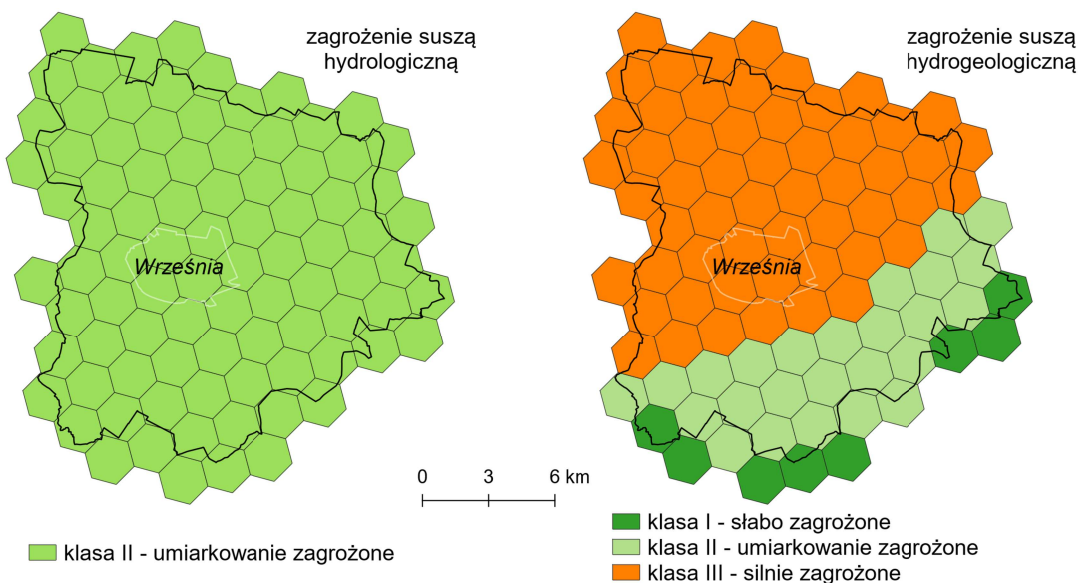 zagrożenie suszą
hydrologiczną
zagrożenie suszą
hydrogeologiczną
Września
Września
0 3 6 km
klasa II - umiarkowanie zagrożone
klasa I - słabo zagrożone
klasa II - umiarkowanie zagrożone
klasa III - silnie zagrożone